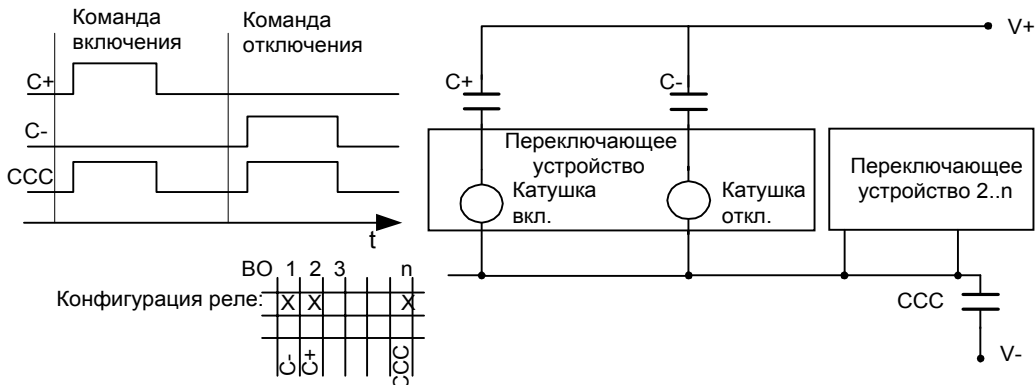 Команда
включения
Команда
отключения
C+
C-
CCC
t
V+
C+
C-
Переключающее
устройство
Катушка
вкл.
Катушка
откл.
Переключающее
устройство 2..n
CCC
V-
ВО 1 2 3 n
Конфигурация реле: X X X
C- C+ CCC